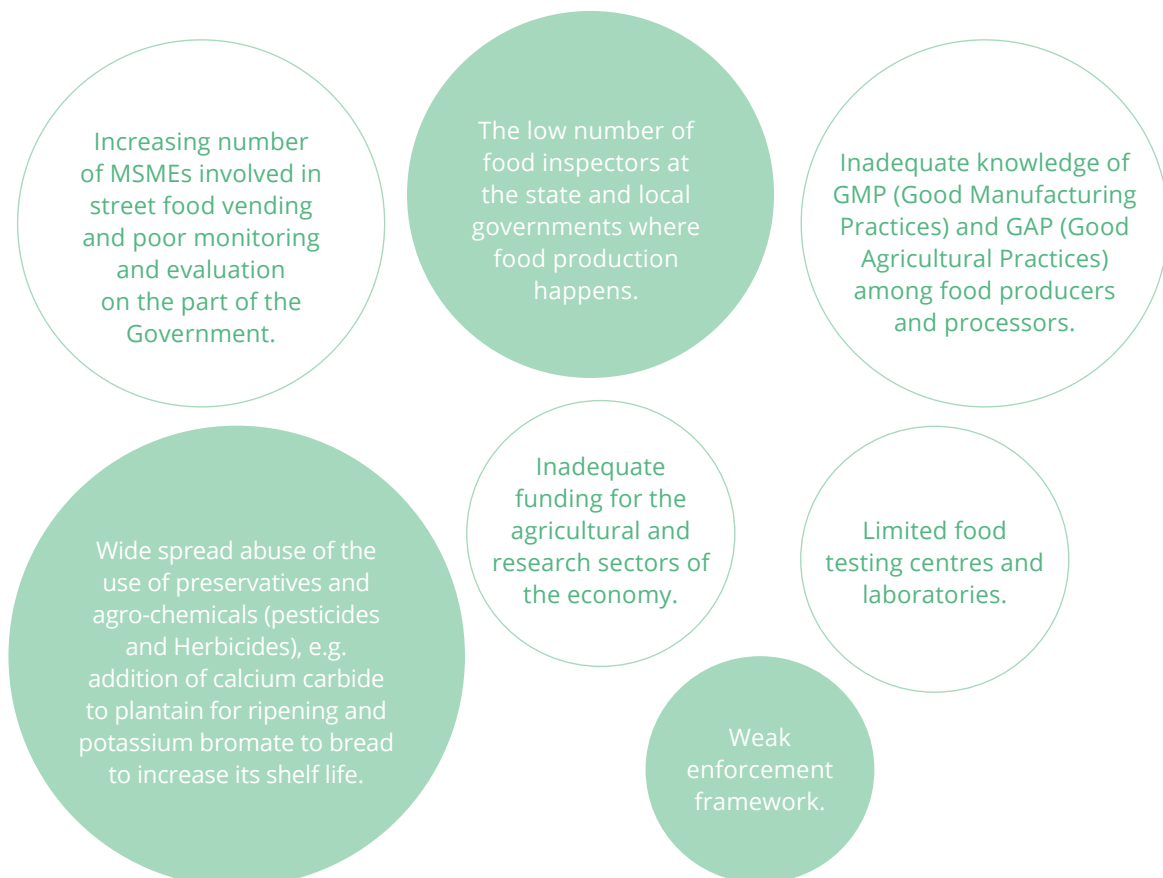 Increasing number
of MSMEs involved in
street food vending
and poor monitoring
and evaluation
on the part of the
Government.
The low number of
food inspectors at
the state and local
governments where
food production
happens.
Inadequate knowledge of
GMP (Good Manufacturing
Practices) and GAP (Good
Agricultural Practices)
among food producers
and processors.
Wide spread abuse of the
use of preservatives and
agro-chemicals (pesticides
and Herbicides), e.g.
addition of calcium carbide
to plantain for ripening and
potassium bromate to bread
to increase its shelf life.
Inadequate
funding for the
agricultural and
research sectors of
the economy.
Limited food
testing centres and
laboratories.
Weak
enforcement
framework.